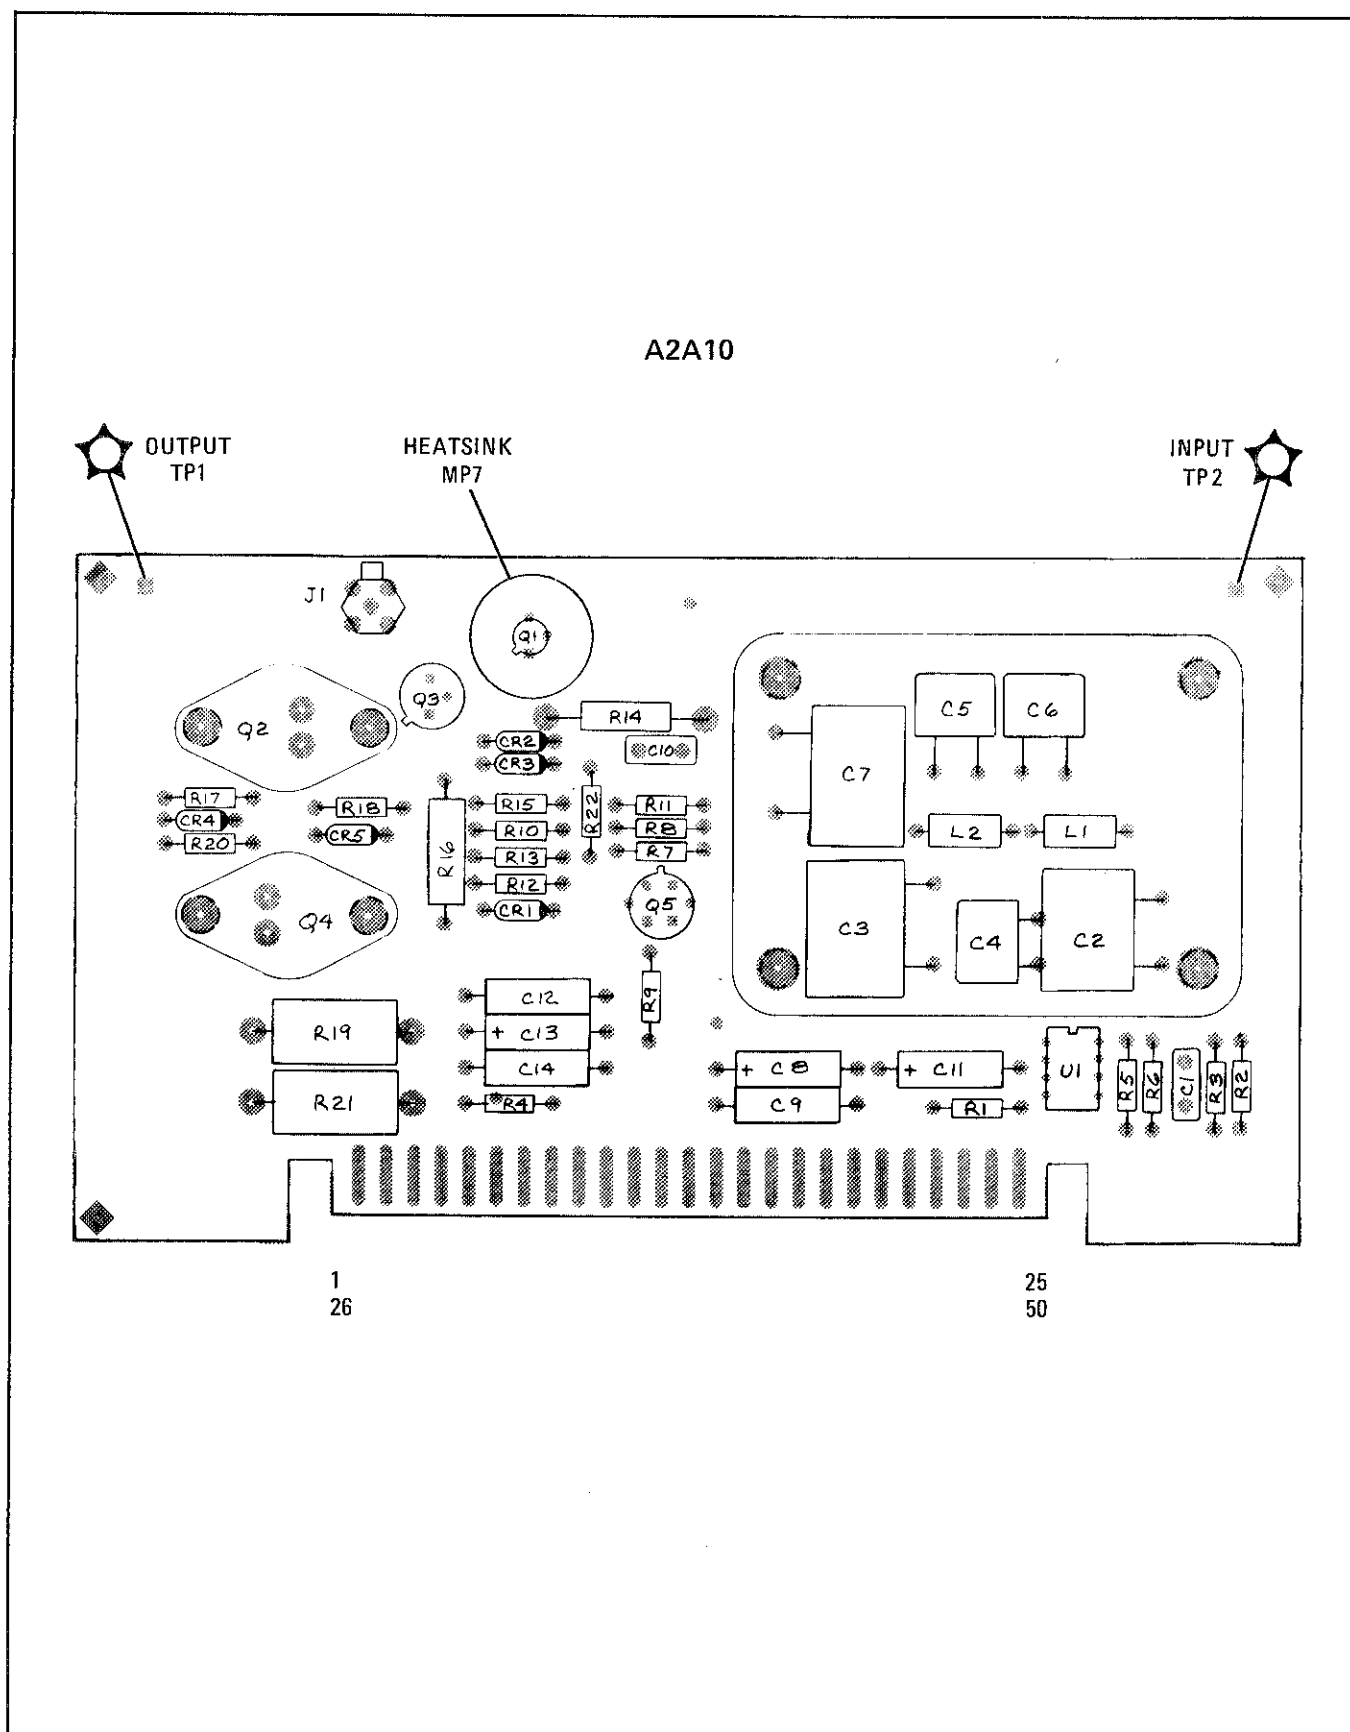 A2A10
OUTPUT
TP1
HEATSINK
MP7
INPUT
TP2
J1
Q1
Q3
Q2
R14
C5
C6
CR2
C10
CR3
C7
R17
R18
R15
R22
R11
CR4
CR5
R10
R8
L2
L1
R20
R16
R13
R7
R12
CR1
Q5
Q4
C3
C4
C2
C12
R9
R19
+ C13
C14
+ C8
+ C11
U1
R5
R6
C1
R3
R2
R21
R4
C9
R1
1
26
25
50